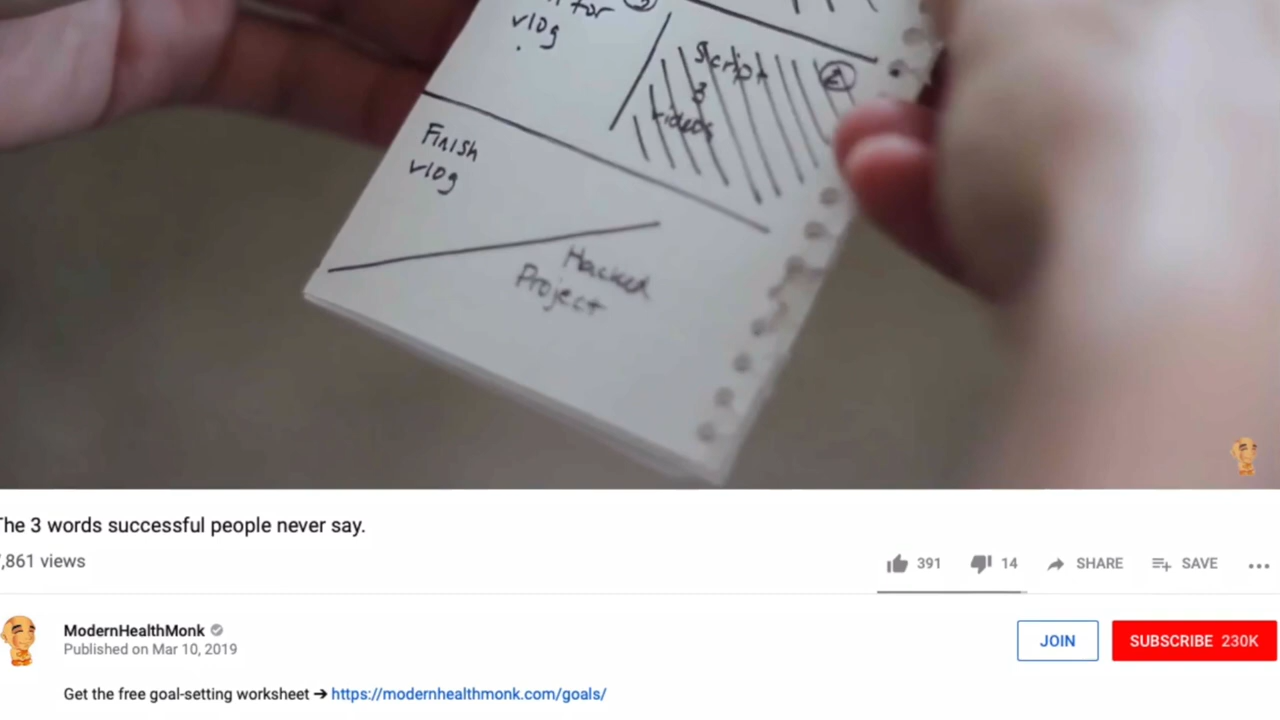 for
vlog
Script
3
videos
2
Finish
vlog
Hacked
Project
The 3 words successful people never say.
,861 views
391
14
SHARE
SAVE
ModernHealthMonk
Published on Mar 10, 2019
JOIN
SUBSCRIBE 230K
Get the free goal-setting worksheet ➔ https://modernhealthmonk.com/goals/